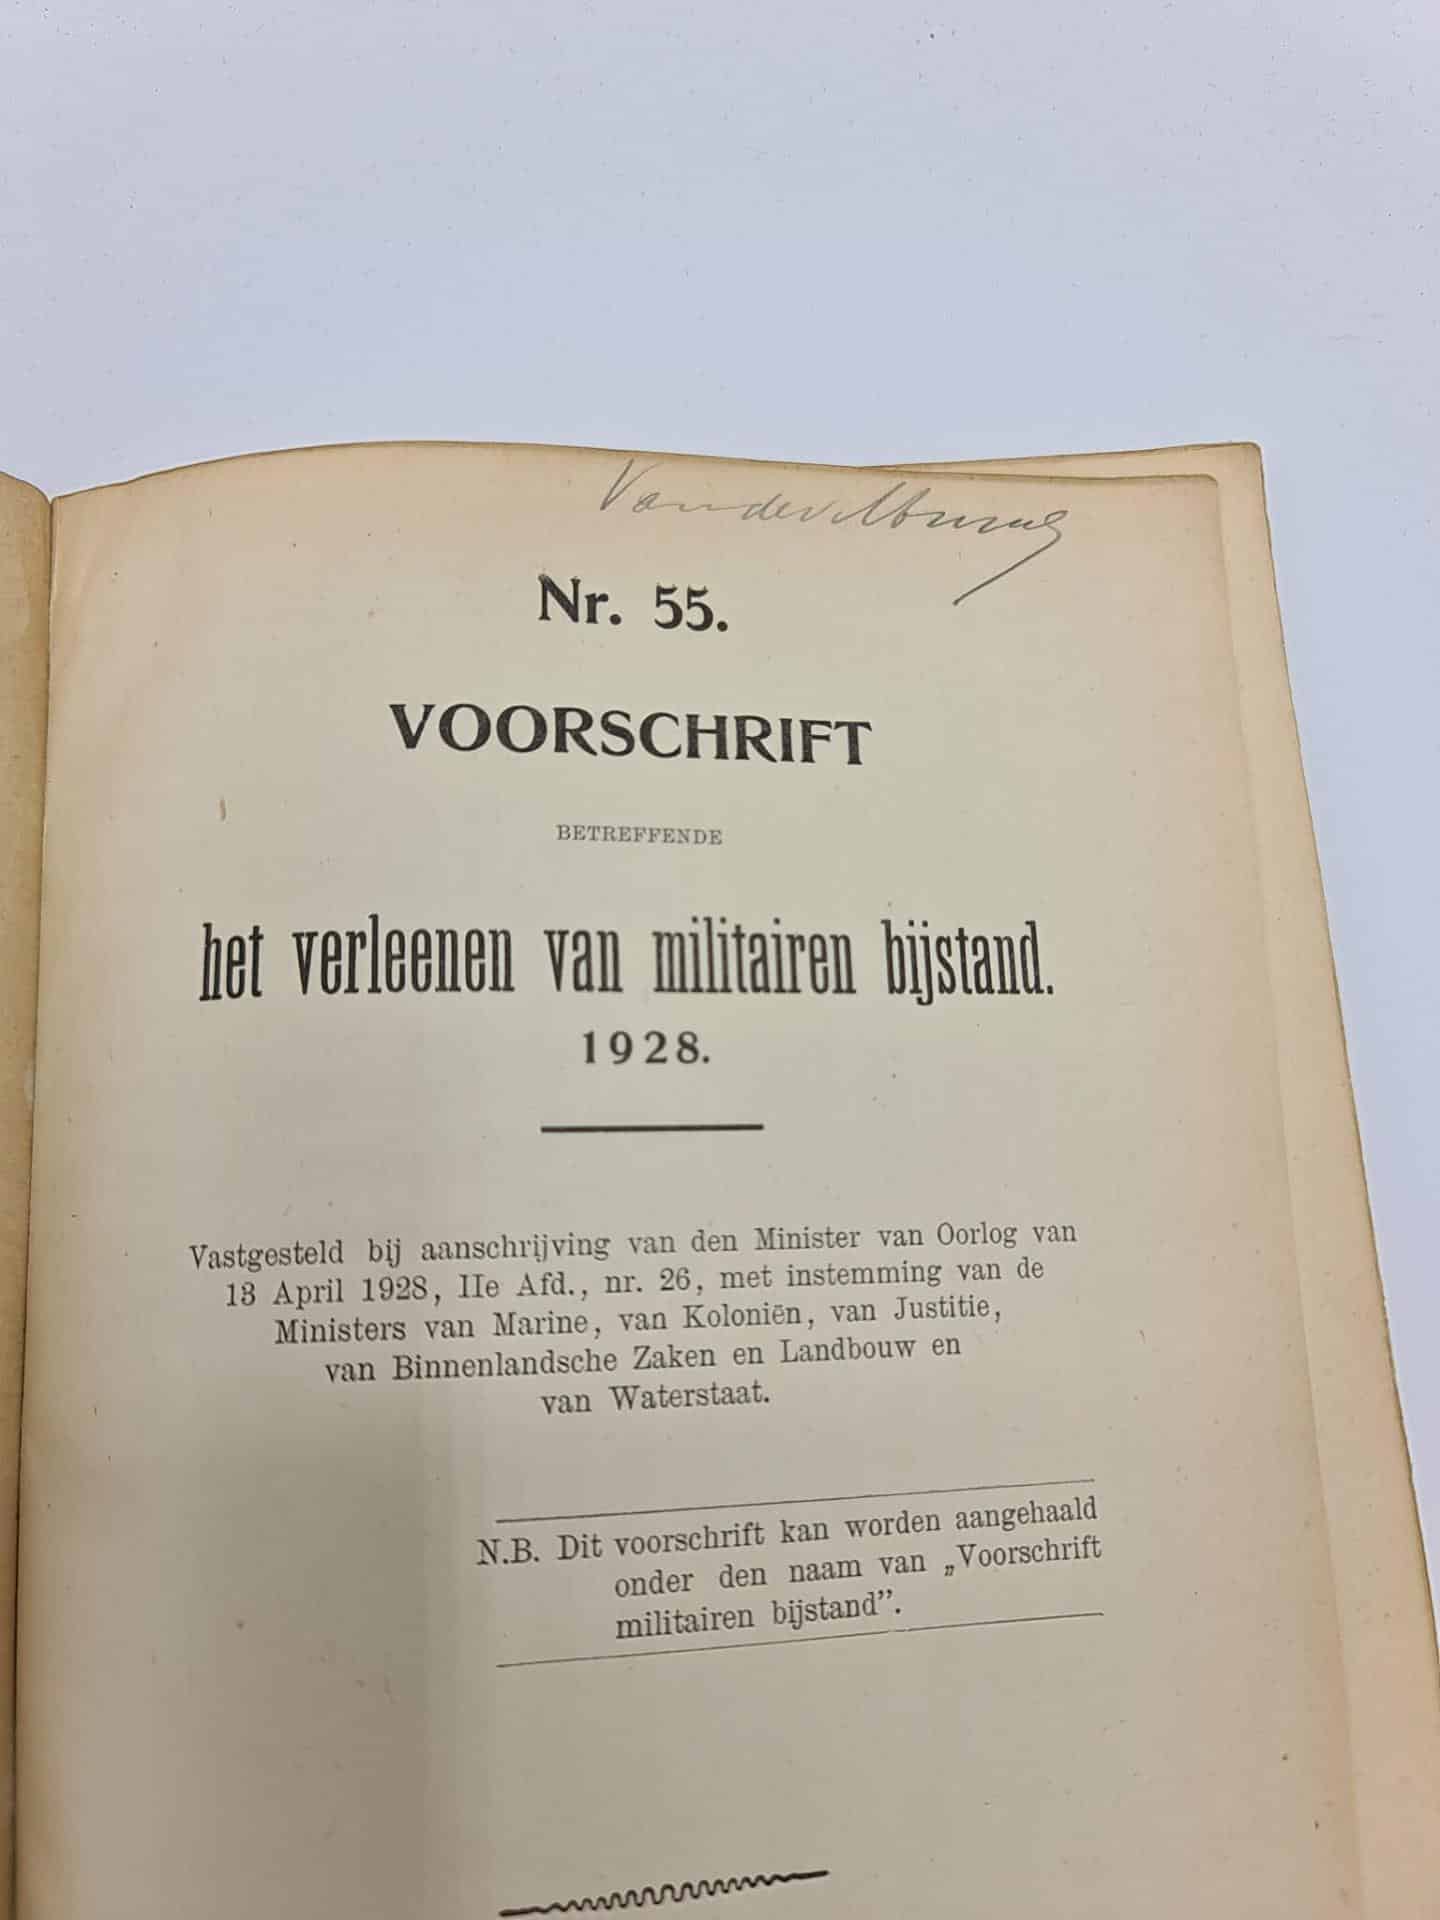 Van der
Nr. 55.
VOORSCHRIFT
BETREFFENDE
het verleenen van militairen bijstand.
1928.
Vastgesteld bij aanschrijving van den Minister van Oorlog van
13 April 1928, IIe Afd., nr. 26, met instemming van de
Ministers van Marine, van Koloniën, van Justitie,
van Binnenlandsche Zaken en Landbouw en
van Waterstaat.
N.B. Dit voorschrift kan worden aangehaald
onder den naam van „Voorschrift
militairen bijstand”.